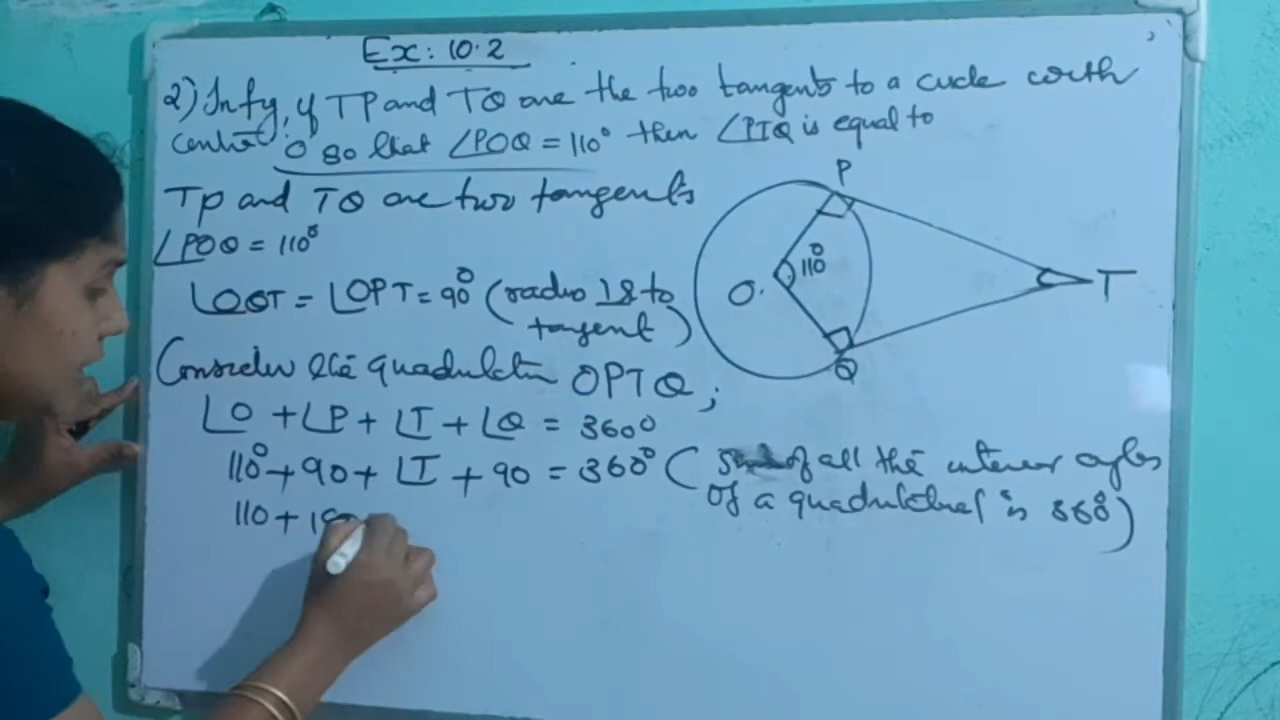 Ex: 10.2
2) In fig, if TP and TQ are the two tangents to a circle with
centre O so that ∠POQ = 110° then ∠PTQ is equal to
TP and TQ are two tangents
∠POQ = 110°
∠OQT = ∠OPT = 90° (radius is ⊥ to
tangent)
Consider the quadrilateral OPTQ;
∠O + ∠P + ∠T + ∠Q = 360°
110° + 90 + ∠T + 90 = 360° ( of all the interior angles
of a quadrilateral is 360°)
110 + 180
P
110°
O
T
Q